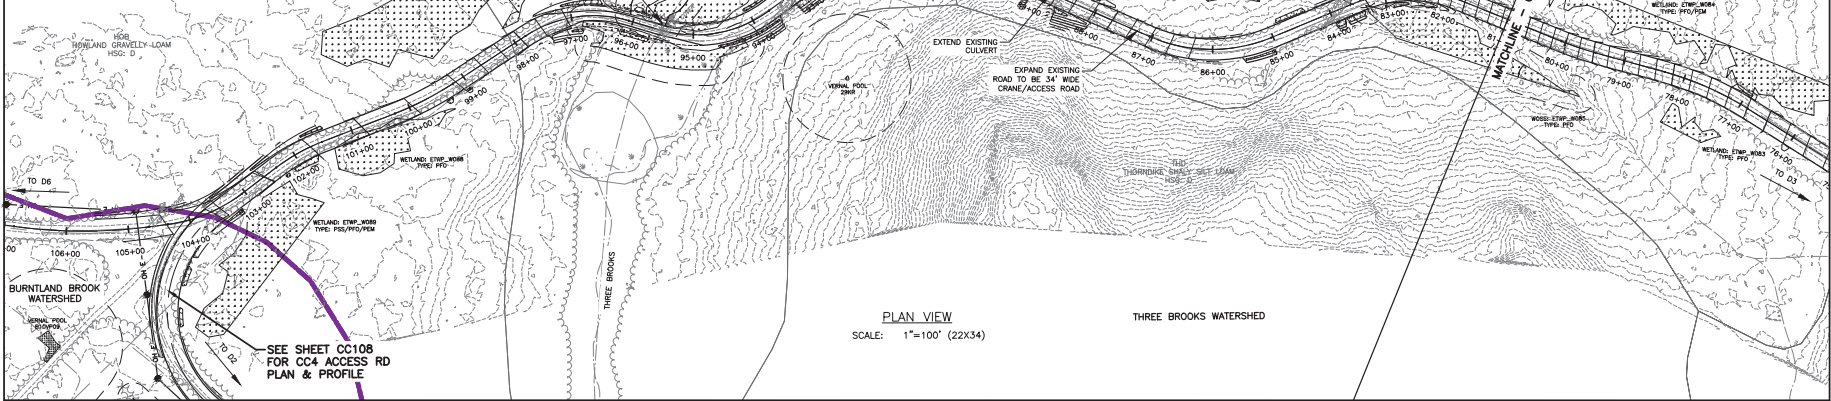 HOB
HOWLAND GRAVELLY LOAM
HSG: D
97+00
96+00
95+00
94+00
98+00
99+00
100+00
101+00
102+00
103+00
104+00
105+00
106+00
TO D6
WETLAND: ETWP_W088
TYPE: PFO
WETLAND: ETWP_W089
TYPE: PSS/PFO/PEM
BURNTLAND BROOK
WATERSHED
VERNAL POOL
SEE SHEET CC108
FOR CC4 ACCESS RD
PLAN & PROFILE
TO D2
THREE BROOKS
VERNAL POOL
29KR
EXTEND EXISTING
CULVERT
EXPAND EXISTING
ROAD TO BE 34' WIDE
CRANE/ACCESS ROAD
88+00
87+00
86+00
85+00
84+00
83+00
82+00
81
80+00
79+00
78+00
77+00
76+00
MATCHLINE -
WETLAND: ETWP_W084
TYPE: PFO/PEM
WOSS: ETWP_W085
TYPE: PFO
WETLAND: ETWP_W083
TYPE: PFO
TO D3
THD
THORNDIKE SHALY SILT LOAM
PLAN VIEW
SCALE: 1"=100' (22X34)
THREE BROOKS WATERSHED